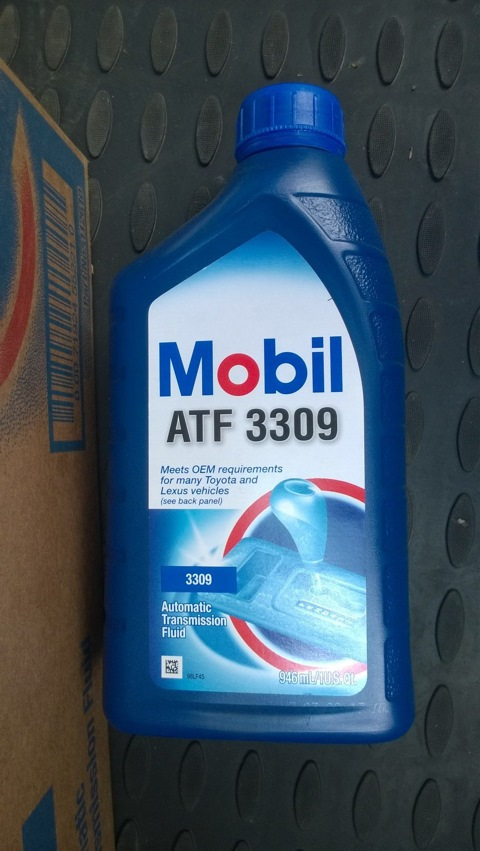 Mobil
ATF 3309
Meets OEM requirements
for many Toyota and
Lexus vehicles
(see back panel)
3309
Automatic
Transmission
Fluid
98LF45
946 mL/1 U.S. QT